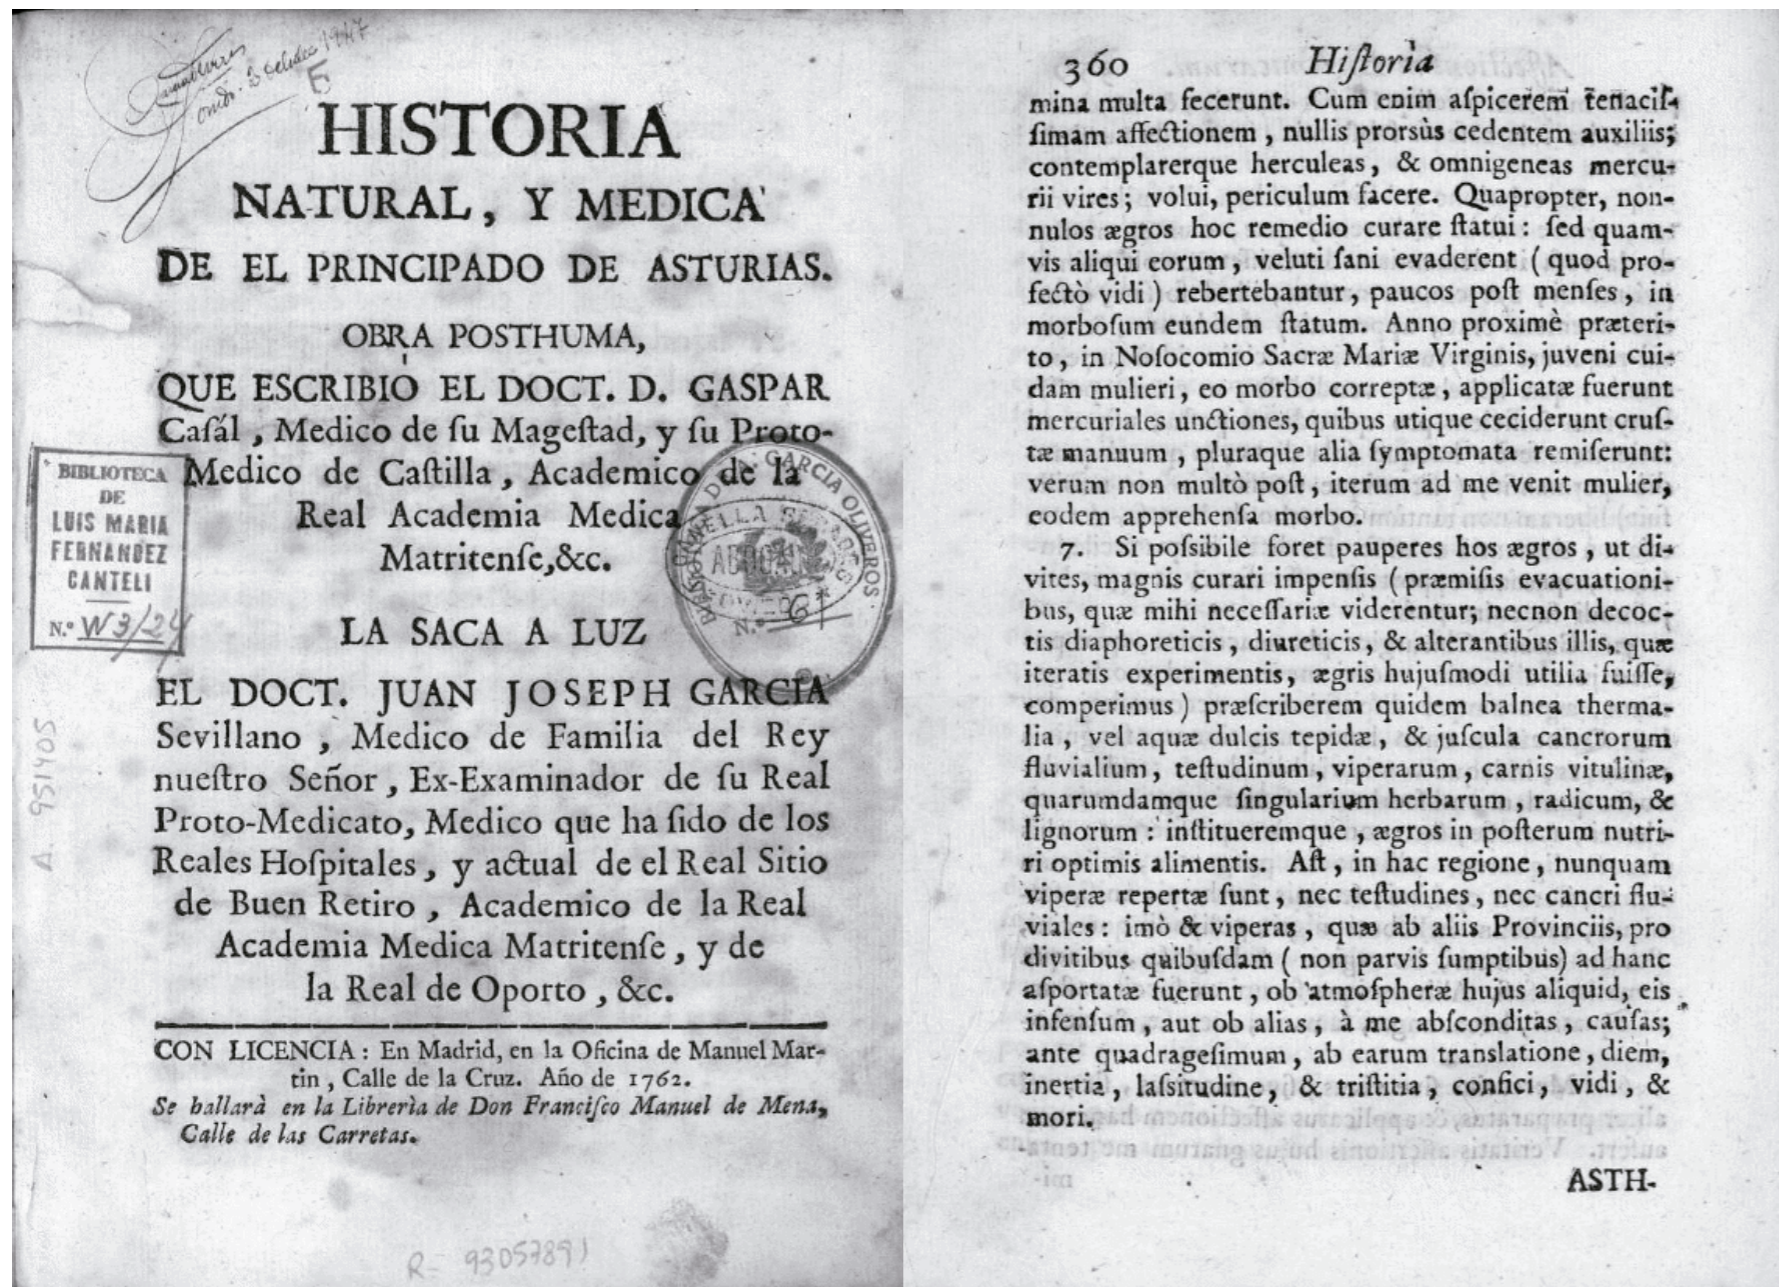 HISTORIA
NATURAL, Y MEDICA
DE EL PRINCIPADO DE ASTURIAS.
OBRA POSTHUMA,
QUE ESCRIBIÒ EL DOCT. D. GASPAR
Caſál, Medico de ſu Mageſtad, y ſu Proto-
Medico de Caſtilla, Academico de la
Real Academia Medica
Matritenſe,&c.
LA SACA A LUZ
EL DOCT. JUAN JOSEPH GARCIA
Sevillano, Medico de Familia del Rey
nueſtro Señor, Ex-Examinador de ſu Real
Proto-Medicato, Medico que ha ſido de los
Reales Hoſpitales, y actual de el Real Sitio
de Buen Retiro, Academico de la Real
Academia Medica Matritenſe, y de
la Real de Oporto, &c.
CON LICENCIA: En Madrid, en la Oficina de Manuel Mar-
tin, Calle de la Cruz. Año de 1762.
Se hallarà en la Librerìa de Don Franciſco Manuel de Mena,
Calle de las Carretas.
BIBLIOTECA
DE
LUIS MARIA
FERNANDEZ
CANTELI
N.º W3/24
GARCIA OLIVEROS
ABOGADO
N.º 61
A 951405
R= 93057891
360 Hiſtorìa
mina multa fecerunt. Cum enim aſpicerem tenaciſ-
ſimam affectionem, nullis prorsùs cedentem auxiliis;
contemplarerque herculeas, & omnigeneas mercu-
rii vires; volui, periculum facere. Quapropter, non-
nulos ægros hoc remedio curare ſtatui: ſed quam-
vis aliqui eorum, veluti ſani evaderent (quod pro-
fectò vidi) rebertebantur, paucos poſt menſes, in
morboſum eundem ſtatum. Anno proximè præteri-
to, in Noſocomio Sacræ Mariæ Virginis, juveni cui-
dam mulieri, eo morbo correptæ, applicatæ fuerunt
mercuriales unctiones, quibus utique ceciderunt cruſ-
tæ manuum, pluraque alia ſymptomata remiſerunt:
verum non multò poſt, iterum ad me venit mulier,
eodem apprehenſa morbo.
7. Si poſsibile foret pauperes hos ægros, ut di-
vites, magnis curari impenſis (præmiſis evacuationi-
bus, quæ mihi neceſſariæ viderentur; necnon decoc-
tis diaphoreticis, diureticis, & alterantibus illis, quæ
iteratis experimentis, ægris hujuſmodi utilia fuiſſe,
comperimus) præſcriberem quidem balnea therma-
lia, vel aquæ dulcis tepidæ, & juſcula cancrorum
fluvialium, teſtudinum, viperarum, carnis vitulinæ,
quarumdamque ſingularium herbarum, radicum, &
lignorum: inſtitueremque, ægros in poſterum nutri-
ri optimis alimentis. Aſt, in hac regione, nunquam
viperæ repertæ ſunt, nec teſtudines, nec cancri flu-
viales: imò & viperas, quæ ab aliis Provinciis, pro
divitibus quibuſdam (non parvis ſumptibus) ad hanc
aſportatæ fuerunt, ob atmoſpheræ hujus aliquid, eis
infenſum, aut ob alias, à me abſconditas, cauſas;
ante quadrageſimum, ab earum tranſlatione, diem,
inertia, laſsitudine, & triſtitia, confici, vidi, &
mori.
ASTH-